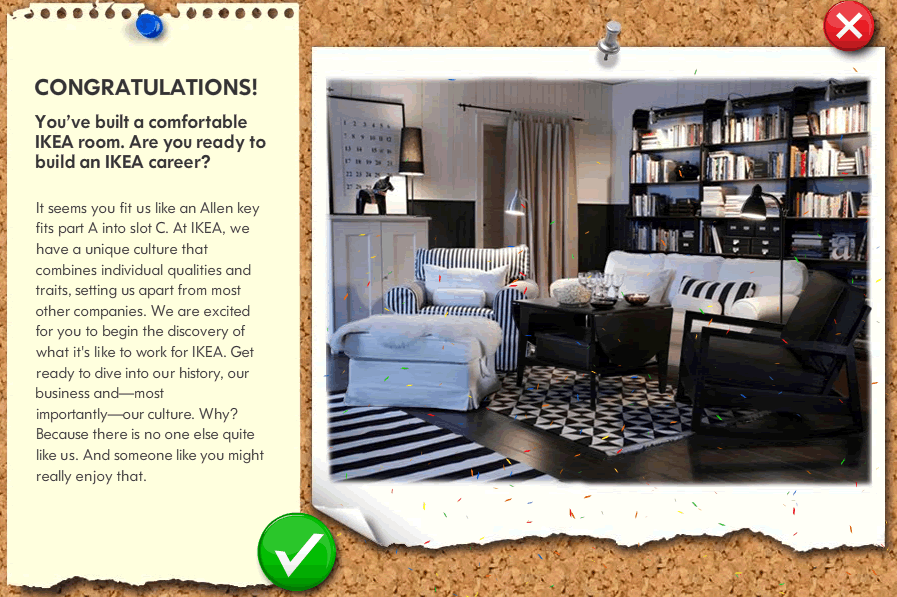 CONGRATULATIONS!
You've built a comfortable
IKEA room. Are you ready to
build an IKEA career?
It seems you fit us like an Allen key
fits part A into slot C. At IKEA, we
have a unique culture that
combines individual qualities and
traits, setting us apart from most
other companies. We are excited
for you to begin the discovery of
what it's like to work for IKEA. Get
ready to dive into our history, our
business and—most
importantly—our culture. Why?
Because there is no one else quite
like us. And someone like you might
really enjoy that.
a